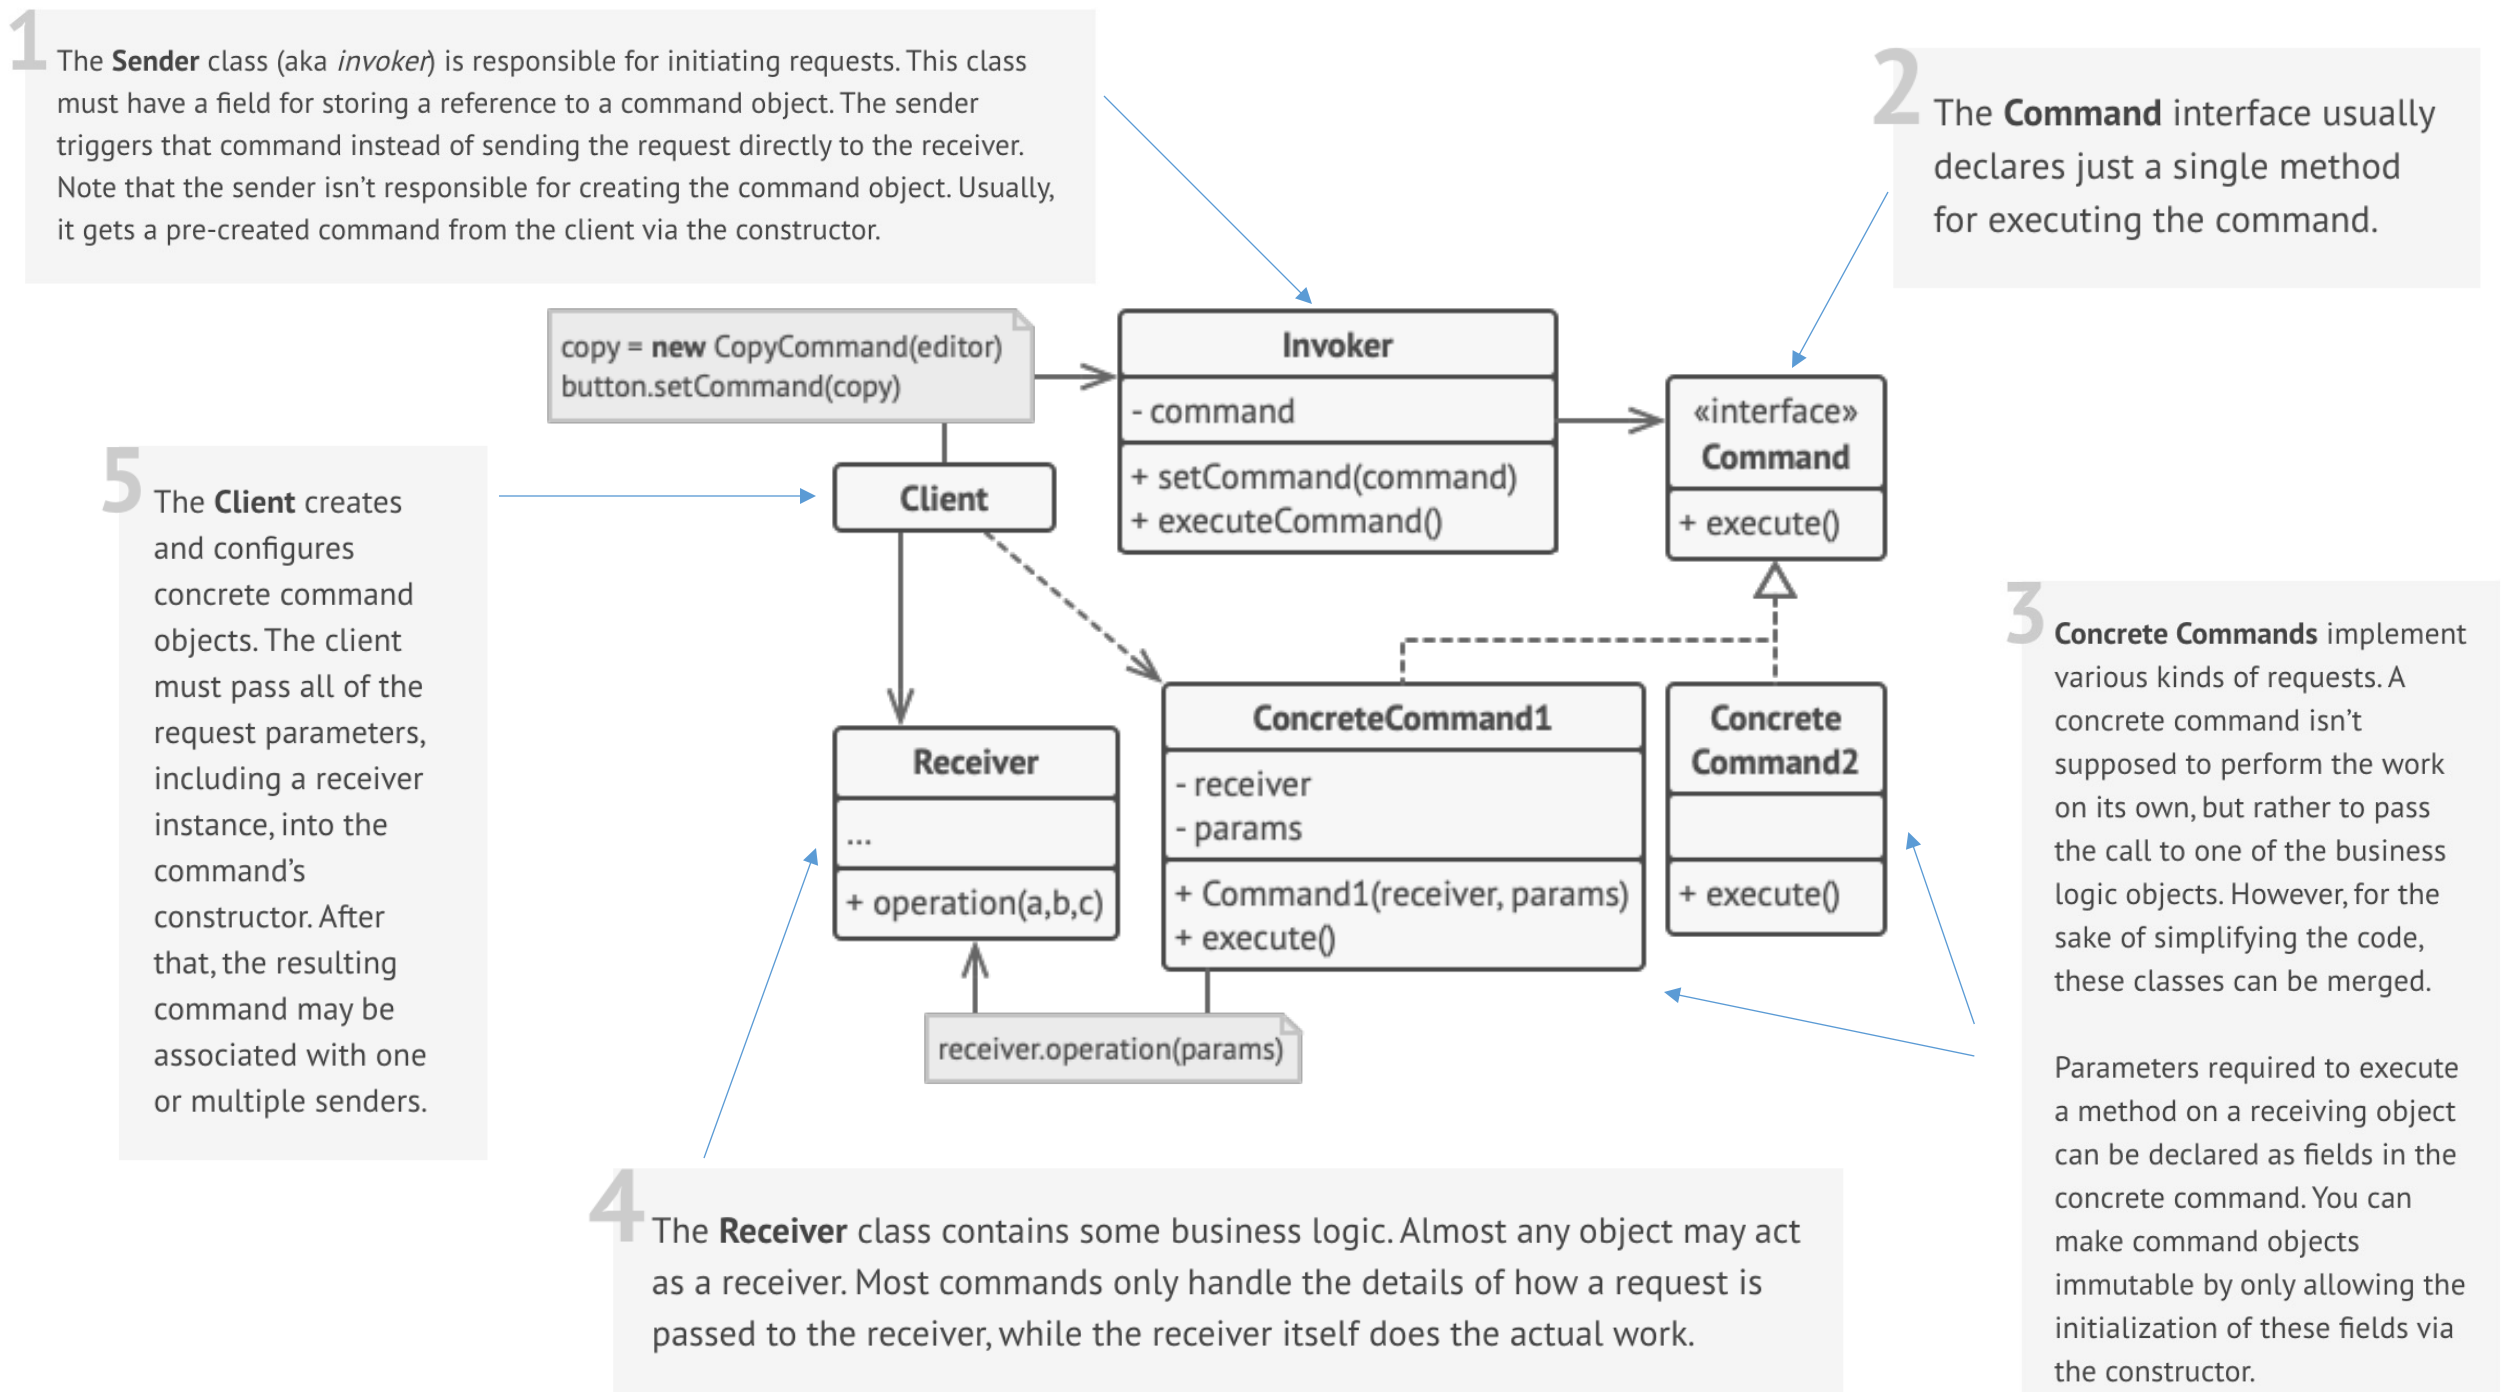 1
The Sender class (aka invoker) is responsible for initiating requests. This class
must have a field for storing a reference to a command object. The sender
triggers that command instead of sending the request directly to the receiver.
Note that the sender isn’t responsible for creating the command object. Usually,
it gets a pre-created command from the client via the constructor.
2
The Command interface usually
declares just a single method
for executing the command.
copy = new CopyCommand(editor)
button.setCommand(copy)
Invoker
- command
+ setCommand(command)
+ executeCommand()
«interface»
Command
+ execute()
Client
5
The Client creates
and configures
concrete command
objects. The client
must pass all of the
request parameters,
including a receiver
instance, into the
command’s
constructor. After
that, the resulting
command may be
associated with one
or multiple senders.
Receiver
...
+ operation(a,b,c)
ConcreteCommand1
- receiver
- params
+ Command1(receiver, params)
+ execute()
Concrete
Command2
+ execute()
receiver.operation(params)
3
Concrete Commands implement
various kinds of requests. A
concrete command isn’t
supposed to perform the work
on its own, but rather to pass
the call to one of the business
logic objects. However, for the
sake of simplifying the code,
these classes can be merged.
Parameters required to execute
a method on a receiving object
can be declared as fields in the
concrete command. You can
make command objects
immutable by only allowing the
initialization of these fields via
the constructor.
4
The Receiver class contains some business logic. Almost any object may act
as a receiver. Most commands only handle the details of how a request is
passed to the receiver, while the receiver itself does the actual work.